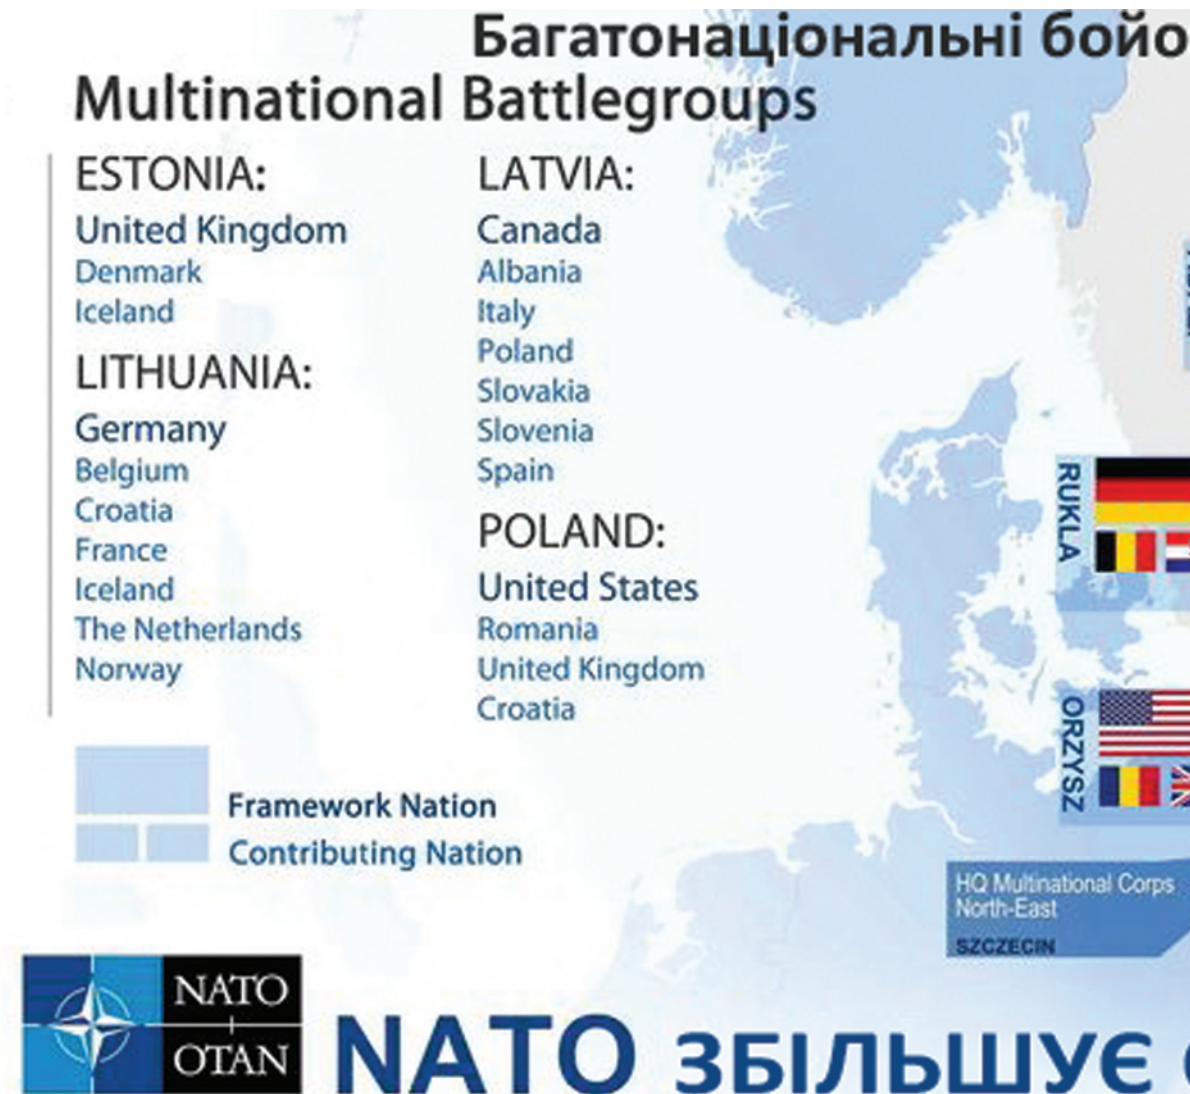 Багатонаціональні бойо
Multinational Battlegroups
ESTONIA:
United Kingdom
Denmark
Iceland
LITHUANIA:
Germany
Belgium
Croatia
France
Iceland
The Netherlands
Norway
LATVIA:
Canada
Albania
Italy
Poland
Slovakia
Slovenia
Spain
POLAND:
United States
Romania
United Kingdom
Croatia
Framework Nation
Contributing Nation
RUKLA
ORZYSZ
HQ Multinational Corps
North-East
SZCZECIN
NATO
OTAN
NATO ЗБІЛЬШУЄ